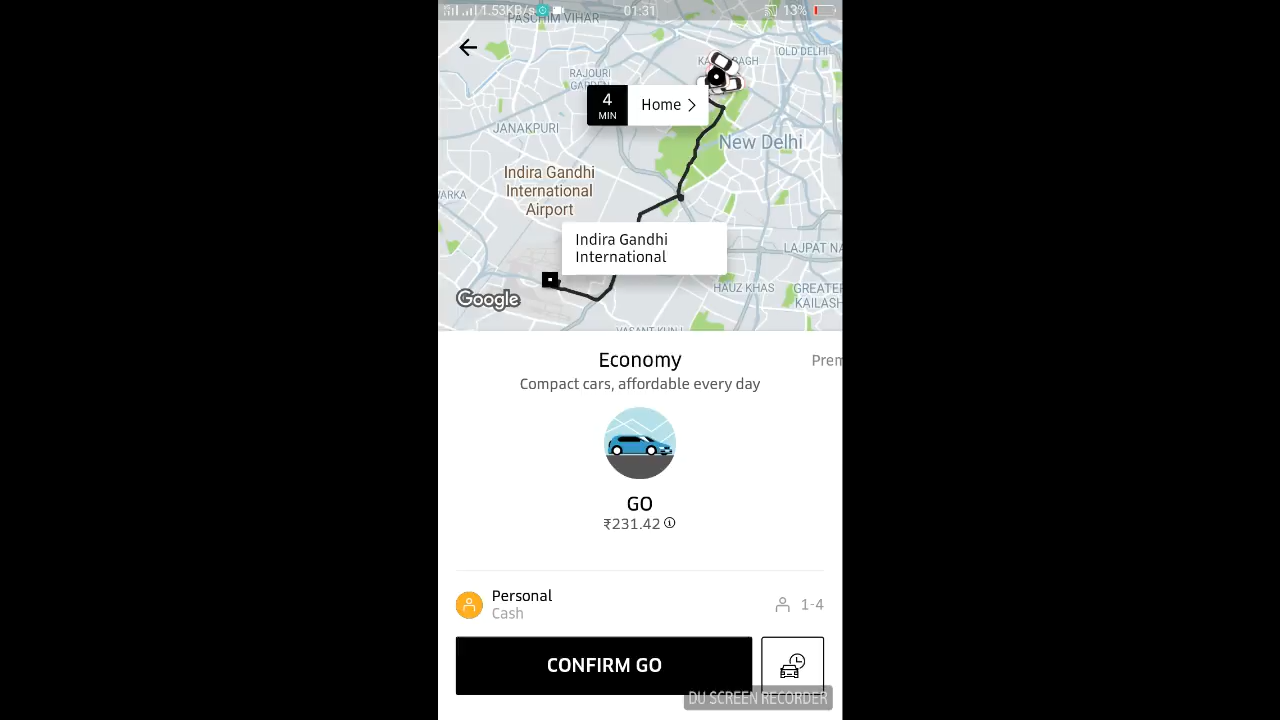 1.53KB/s 01:31 13%
PASCHIM VIHAR
OLD DELHI
RAJOURI
4
MIN
Home
JANAKPURI
New Delhi
Indira Gandhi
International
Airport
Indira Gandhi
International
LAJPAT NA
HAUZ KHAS
GREATER
KAILASH
Google
VASANT KUNJ
Economy
Prem
Compact cars, affordable every day
GO
₹231.42
Personal
Cash
1-4
CONFIRM GO
DU SCREEN RECORDER